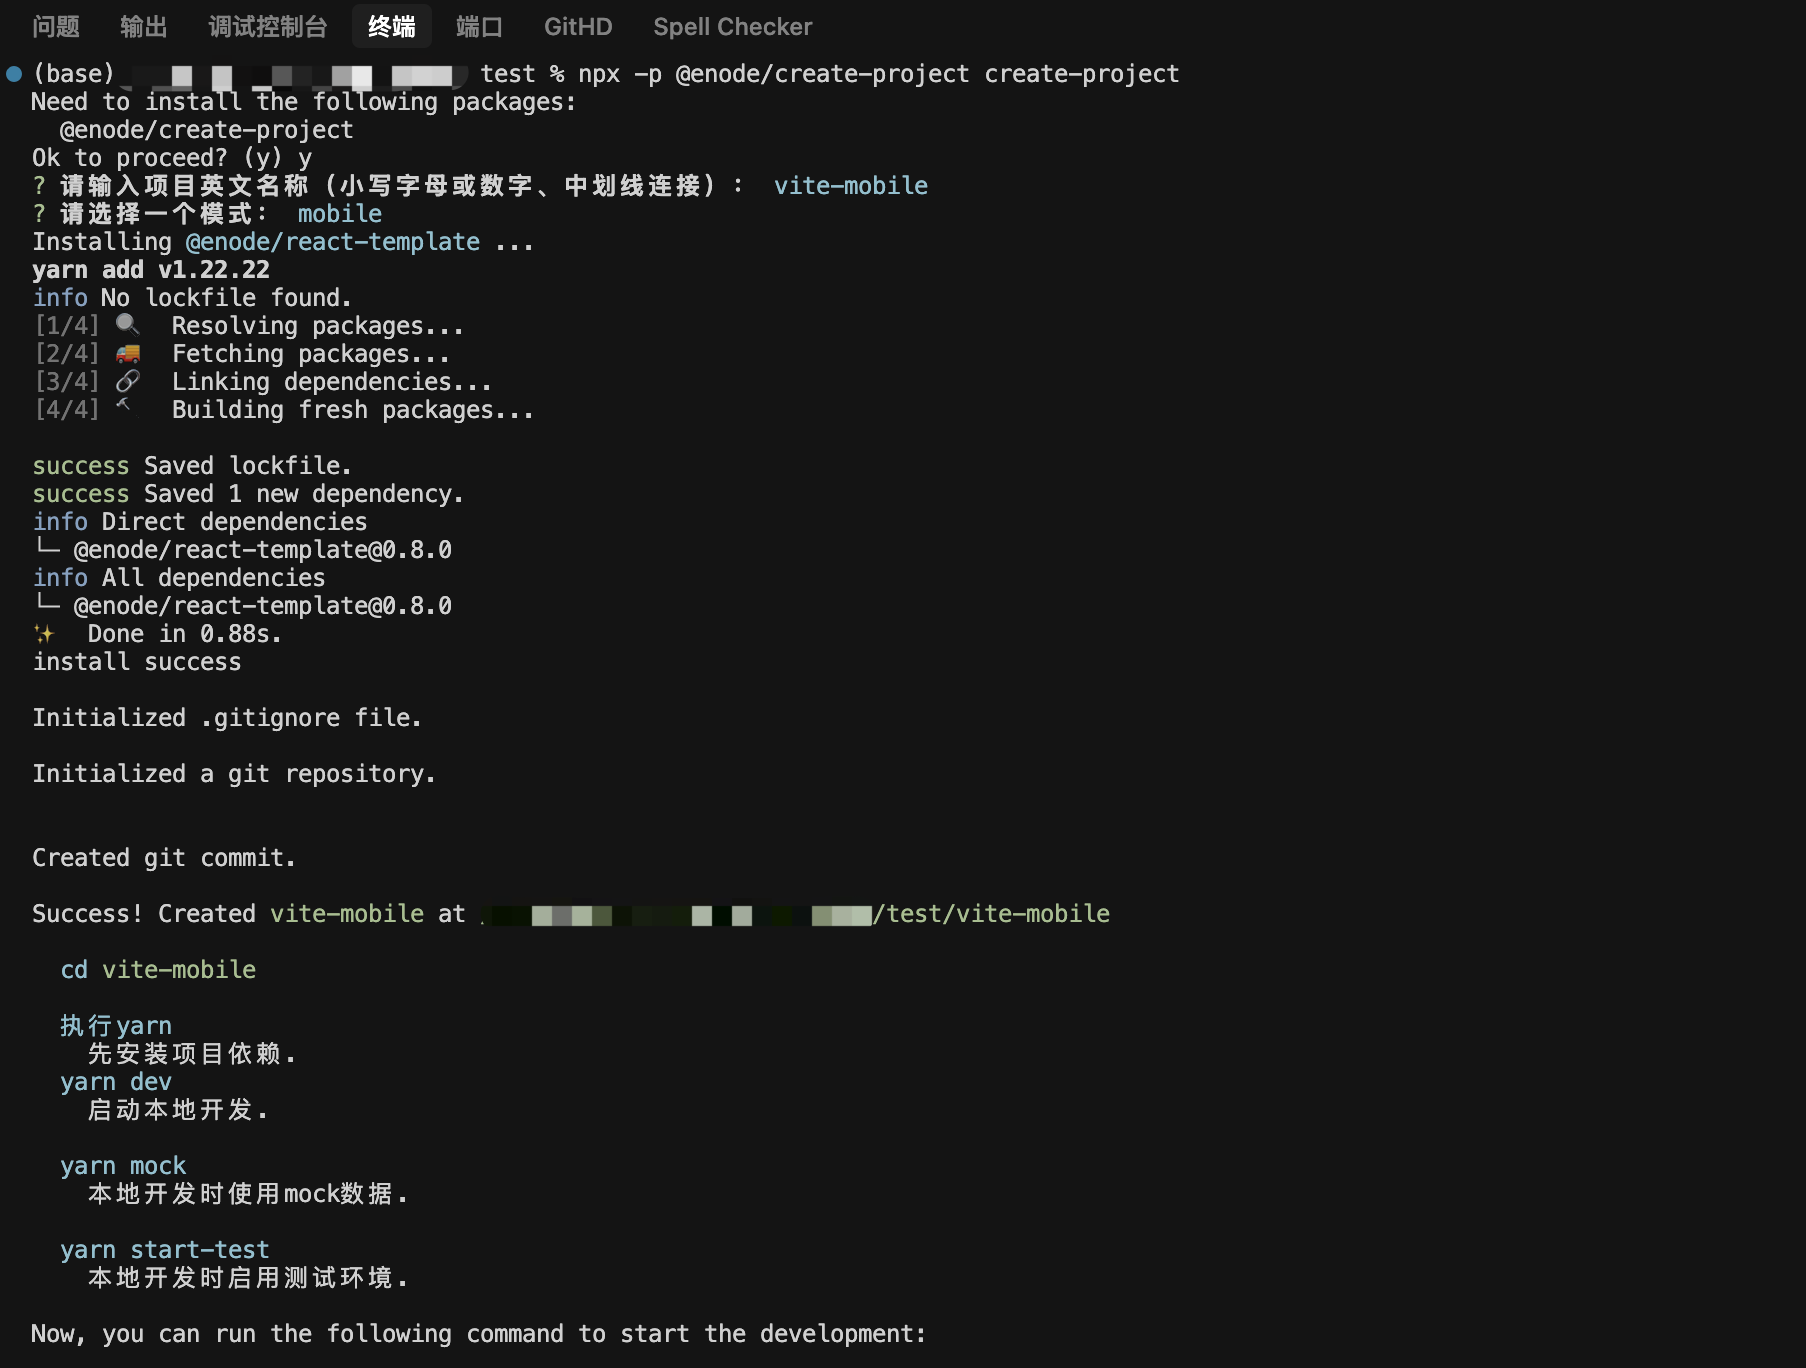 问题 输出 调试控制台 终端 端口 GitHD Spell Checker
(base) test % npx -p @enode/create-project create-project
Need to install the following packages:
@enode/create-project
Ok to proceed? (y) y
? 请输入项目英文名称（小写字母或数字、中划线连接）： vite-mobile
? 请选择一个模式： mobile
Installing @enode/react-template ...
yarn add v1.22.22
info No lockfile found.
[1/4] 🔍 Resolving packages...
[2/4] 🚚 Fetching packages...
[3/4] 🔗 Linking dependencies...
[4/4] 🔨 Building fresh packages...
success Saved lockfile.
success Saved 1 new dependency.
info Direct dependencies
└─ @enode/react-template@0.8.0
info All dependencies
└─ @enode/react-template@0.8.0
✨ Done in 0.88s.
install success
Initialized .gitignore file.
Initialized a git repository.
Created git commit.
Success! Created vite-mobile at /test/vite-mobile
cd vite-mobile
执行yarn
先安装项目依赖.
yarn dev
启动本地开发.
yarn mock
本地开发时使用mock数据.
yarn start-test
本地开发时启用测试环境.
Now, you can run the following command to start the development: